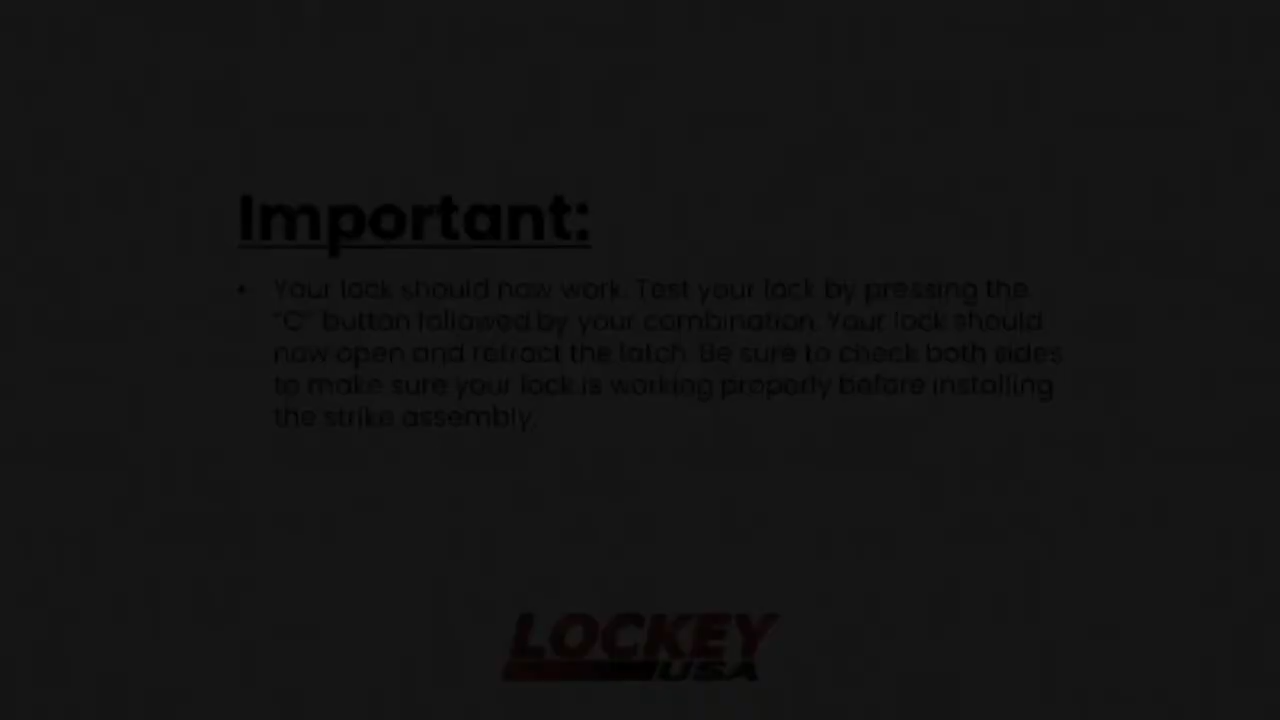 Important:
• Your lock should now work. Test your lock by pressing the
"C" button followed by your combination. Your lock should
now open and retract the latch. Be sure to check both sides
to make sure your lock is working properly before installing
the strike assembly.
LOCKEY
USA